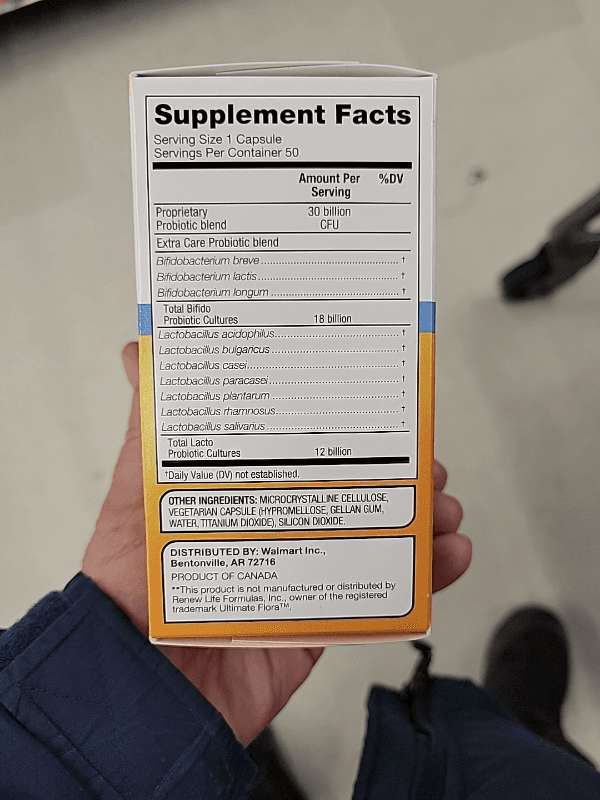 Supplement Facts
Serving Size 1 Capsule
Servings Per Container 50
Amount Per Serving %DV
Proprietary Probiotic blend 30 billion CFU
Extra Care Probiotic blend
Bifidobacterium breve ........ †
Bifidobacterium lactis ........ †
Bifidobacterium longum ........ †
Total Bifido
Probiotic Cultures 18 billion
Lactobacillus acidophilus ........ †
Lactobacillus bulgaricus ........ †
Lactobacillus casei ........ †
Lactobacillus paracasei ........ †
Lactobacillus plantarum ........ †
Lactobacillus rhamnosus ........ †
Lactobacillus salivarius ........ †
Total Lacto
Probiotic Cultures 12 billion
†Daily Value (DV) not established.
OTHER INGREDIENTS: MICROCRYSTALLINE CELLULOSE,
VEGETARIAN CAPSULE (HYPROMELLOSE, GELLAN GUM,
WATER, TITANIUM DIOXIDE), SILICON DIOXIDE.
DISTRIBUTED BY: Walmart Inc.,
Bentonville, AR 72716
PRODUCT OF CANADA
**This product is not manufactured or distributed by
Renew Life Formulas, Inc., owner of the registered
trademark Ultimate Flora™.